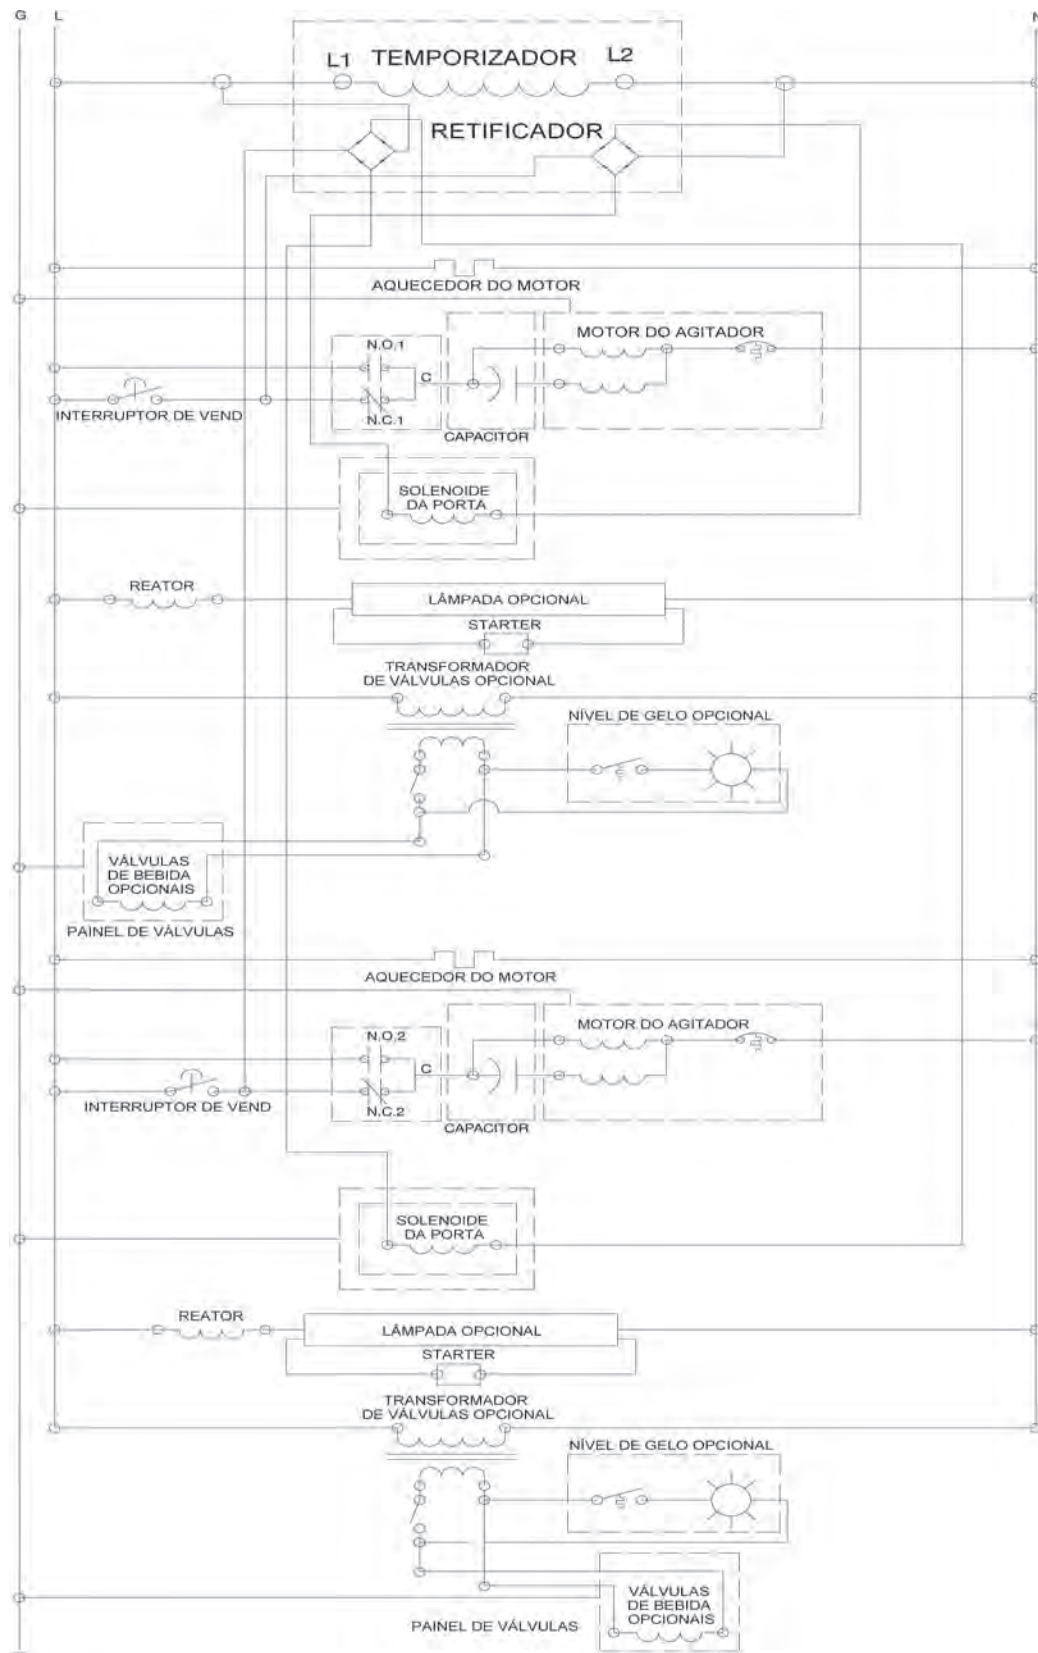 G L N
L1 TEMPORIZADOR L2
RETIFICADOR
AQUECEDOR DO MOTOR
MOTOR DO AGITADOR
N.O.1
C
INTERRUPTOR DE VEND
N.C.1
CAPACITOR
SOLENOIDE
DA PORTA
REATOR
LÂMPADA OPCIONAL
STARTER
TRANSFORMADOR
DE VÁLVULAS OPCIONAL
NÍVEL DE GELO OPCIONAL
VÁLVULAS
DE BEBIDA
OPCIONAIS
PAINEL DE VÁLVULAS
AQUECEDOR DO MOTOR
MOTOR DO AGITADOR
N.O.2
C
INTERRUPTOR DE VEND
N.C.2
CAPACITOR
SOLENOIDE
DA PORTA
REATOR
LÂMPADA OPCIONAL
STARTER
TRANSFORMADOR
DE VÁLVULAS OPCIONAL
NÍVEL DE GELO OPCIONAL
VÁLVULAS
DE BEBIDA
OPCIONAIS
PAINEL DE VÁLVULAS